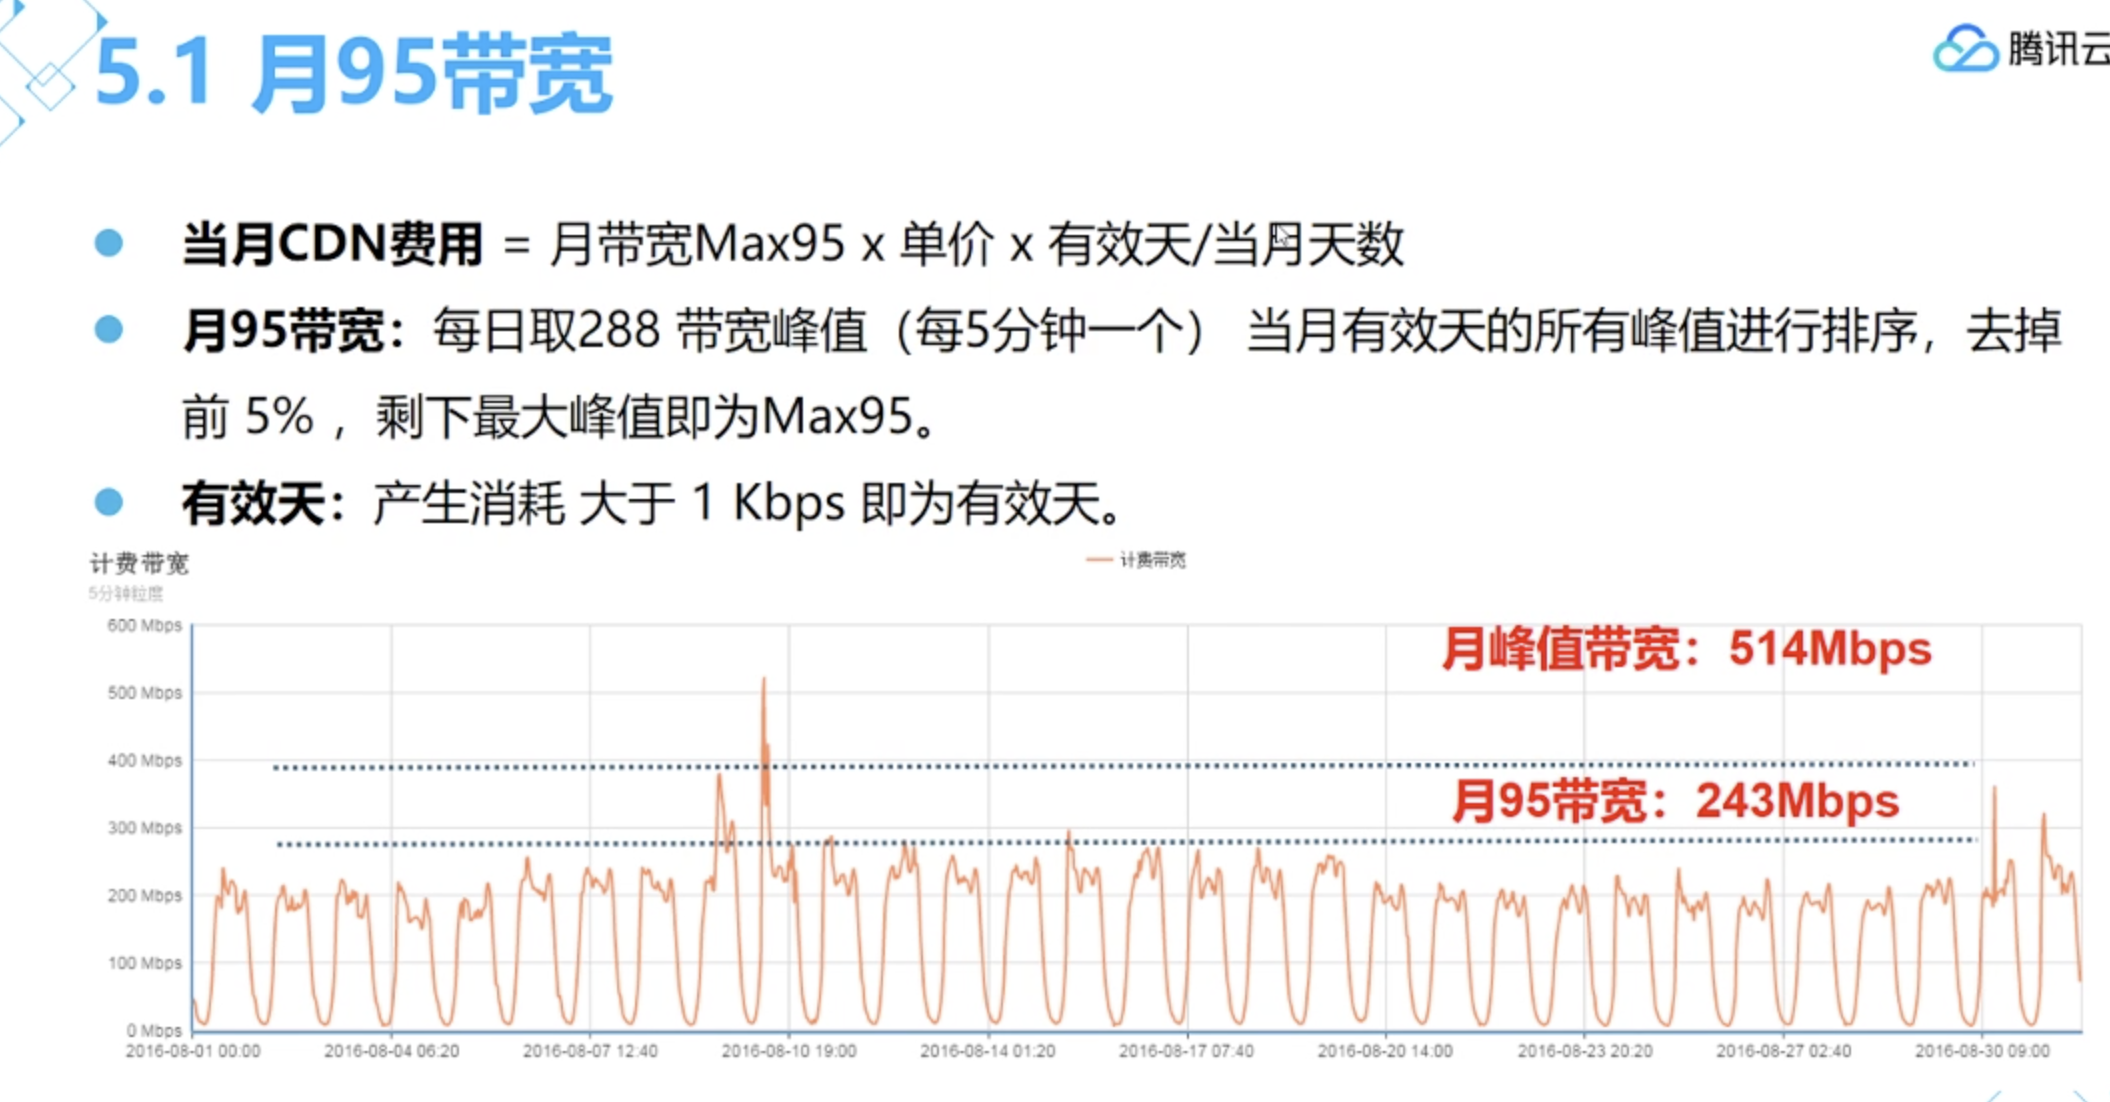 5.1 月95带宽
腾讯云
当月CDN费用 = 月带宽Max95 x 单价 x 有效天/当月天数
月95带宽：每日取288 带宽峰值（每5分钟一个） 当月有效天的所有峰值进行排序，去掉
前 5% ，剩下最大峰值即为Max95。
有效天：产生消耗 大于 1 Kbps 即为有效天。
计费带宽
5分钟粒度
计费带宽
600 Mbps
500 Mbps
400 Mbps
300 Mbps
200 Mbps
100 Mbps
0 Mbps
月峰值带宽：514Mbps
月95带宽：243Mbps
2016-08-01 00:00
2016-08-04 06:20
2016-08-07 12:40
2016-08-10 19:00
2016-08-14 01:20
2016-08-17 07:40
2016-08-20 14:00
2016-08-23 20:20
2016-08-27 02:40
2016-08-30 09:00